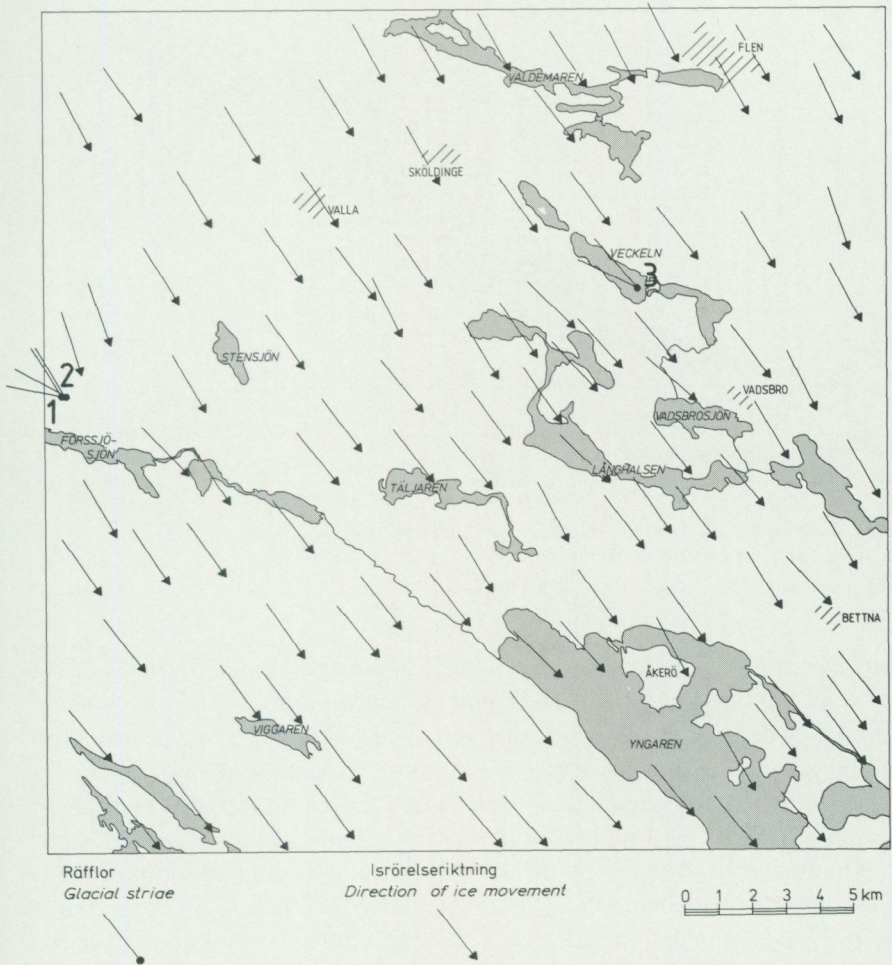 FLEN
VALDEMAREN
SKÖLDINGE
VALLA
VECKELN
3
STENSJÖN
2
1
VADSBRO
VADSBROSJÖN
FORSSJÖ-
SJÖN
LÅNGHALSEN
TÄLJAREN
BETTNA
ÅKERÖ
VIGGAREN
YNGAREN
Räfflor
Glacial striae
Isrörelseriktning
Direction of ice movement
0 1 2 3 4 5 km